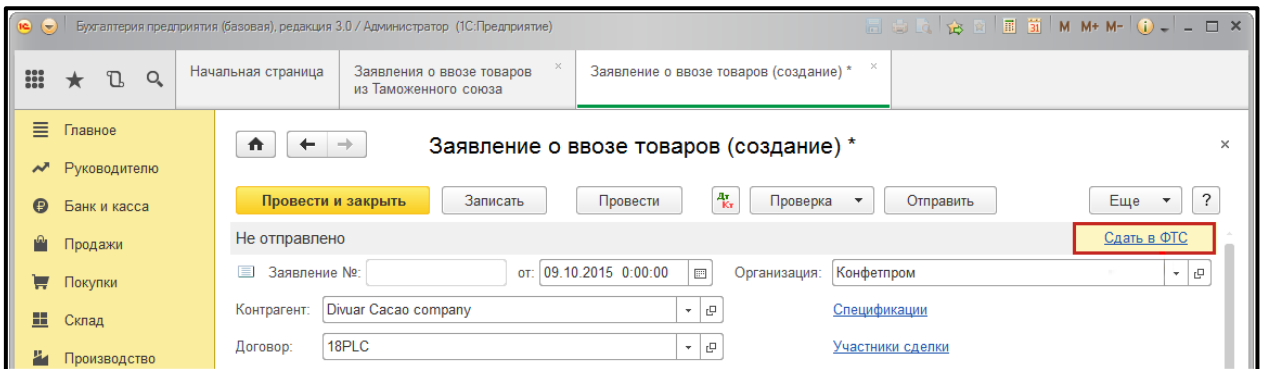 Бухгалтерия предприятия (базовая), редакция 3.0 / Администратор (1С:Предприятие)
M M+ M-
Начальная страница
Заявления о ввозе товаров
из Таможенного союза
Заявление о ввозе товаров (создание) *
Главное
Руководителю
Банк и касса
Продажи
Покупки
Склад
Производство
Заявление о ввозе товаров (создание) *
Провести и закрыть Записать Провести Дт Кт Проверка Отправить Еще ?
Не отправлено Сдать в ФТС
Заявление №: от: 09.10.2015 0:00:00 Организация: Конфетпром
Контрагент: Divuar Cacao company Спецификации
Договор: 18PLC Участники сделки